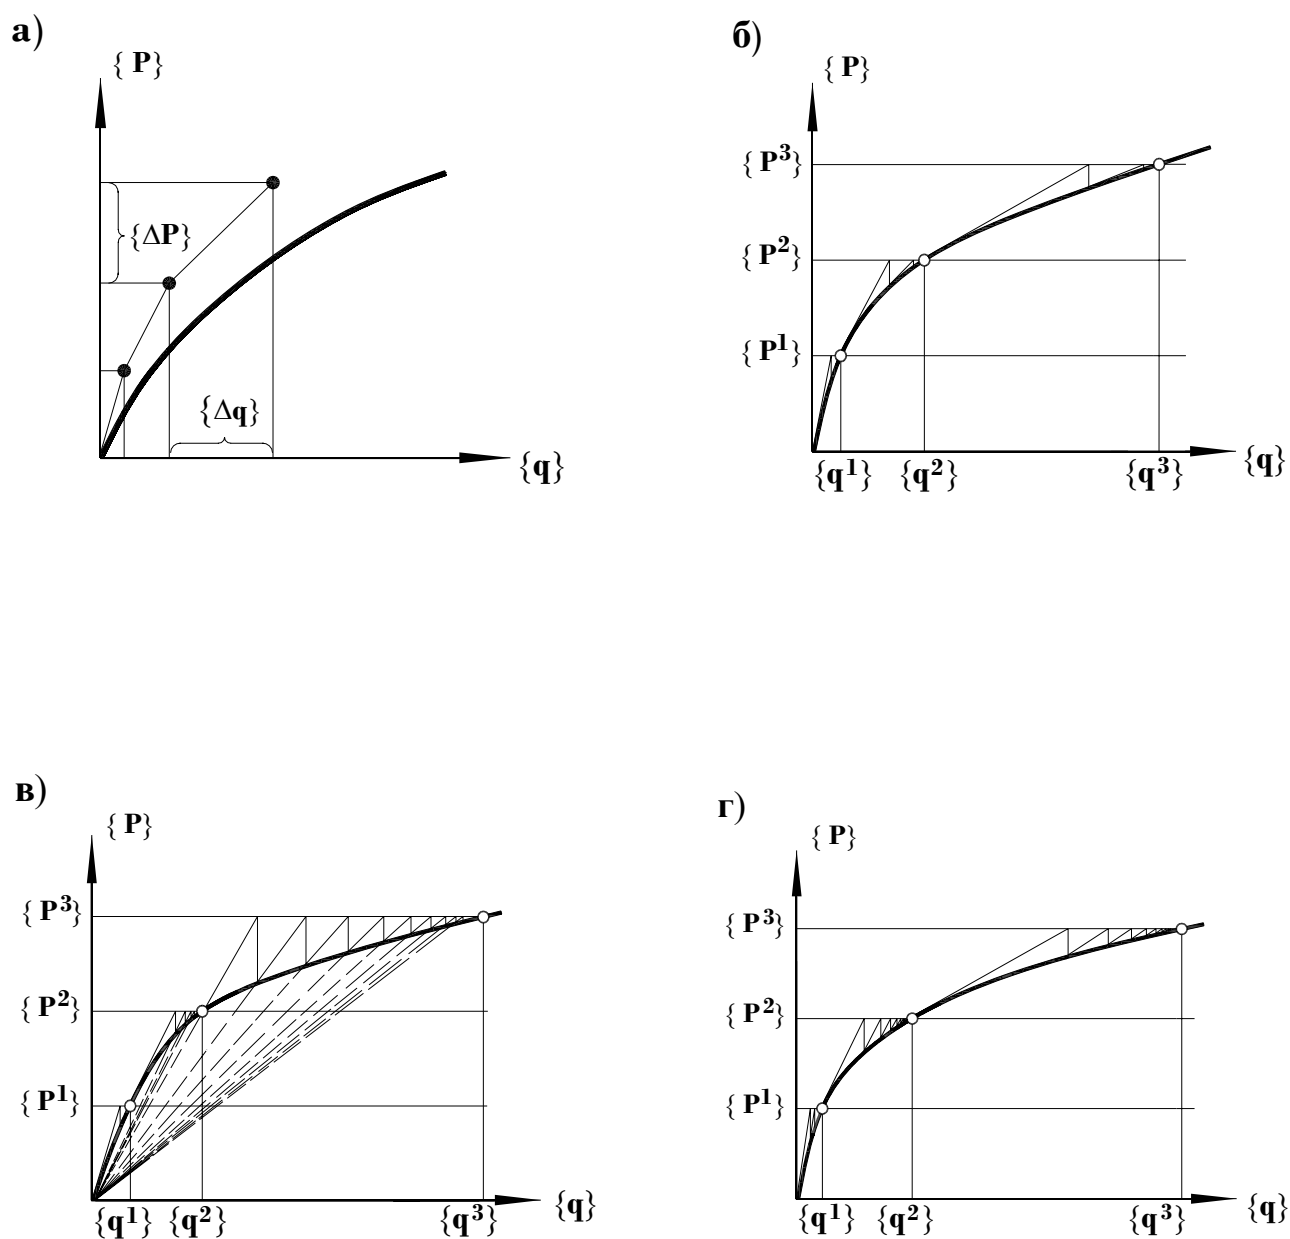 а)
{ P}
{ΔP}
{Δq}
{q}
б)
{ P}
{ P³}
{ P²}
{ P¹}
{q¹} {q²} {q³} {q}
в)
{ P}
{ P³}
{ P²}
{ P¹}
{q¹} {q²} {q³} {q}
г)
{ P}
{ P³}
{ P²}
{ P¹}
{q¹} {q²} {q³} {q}